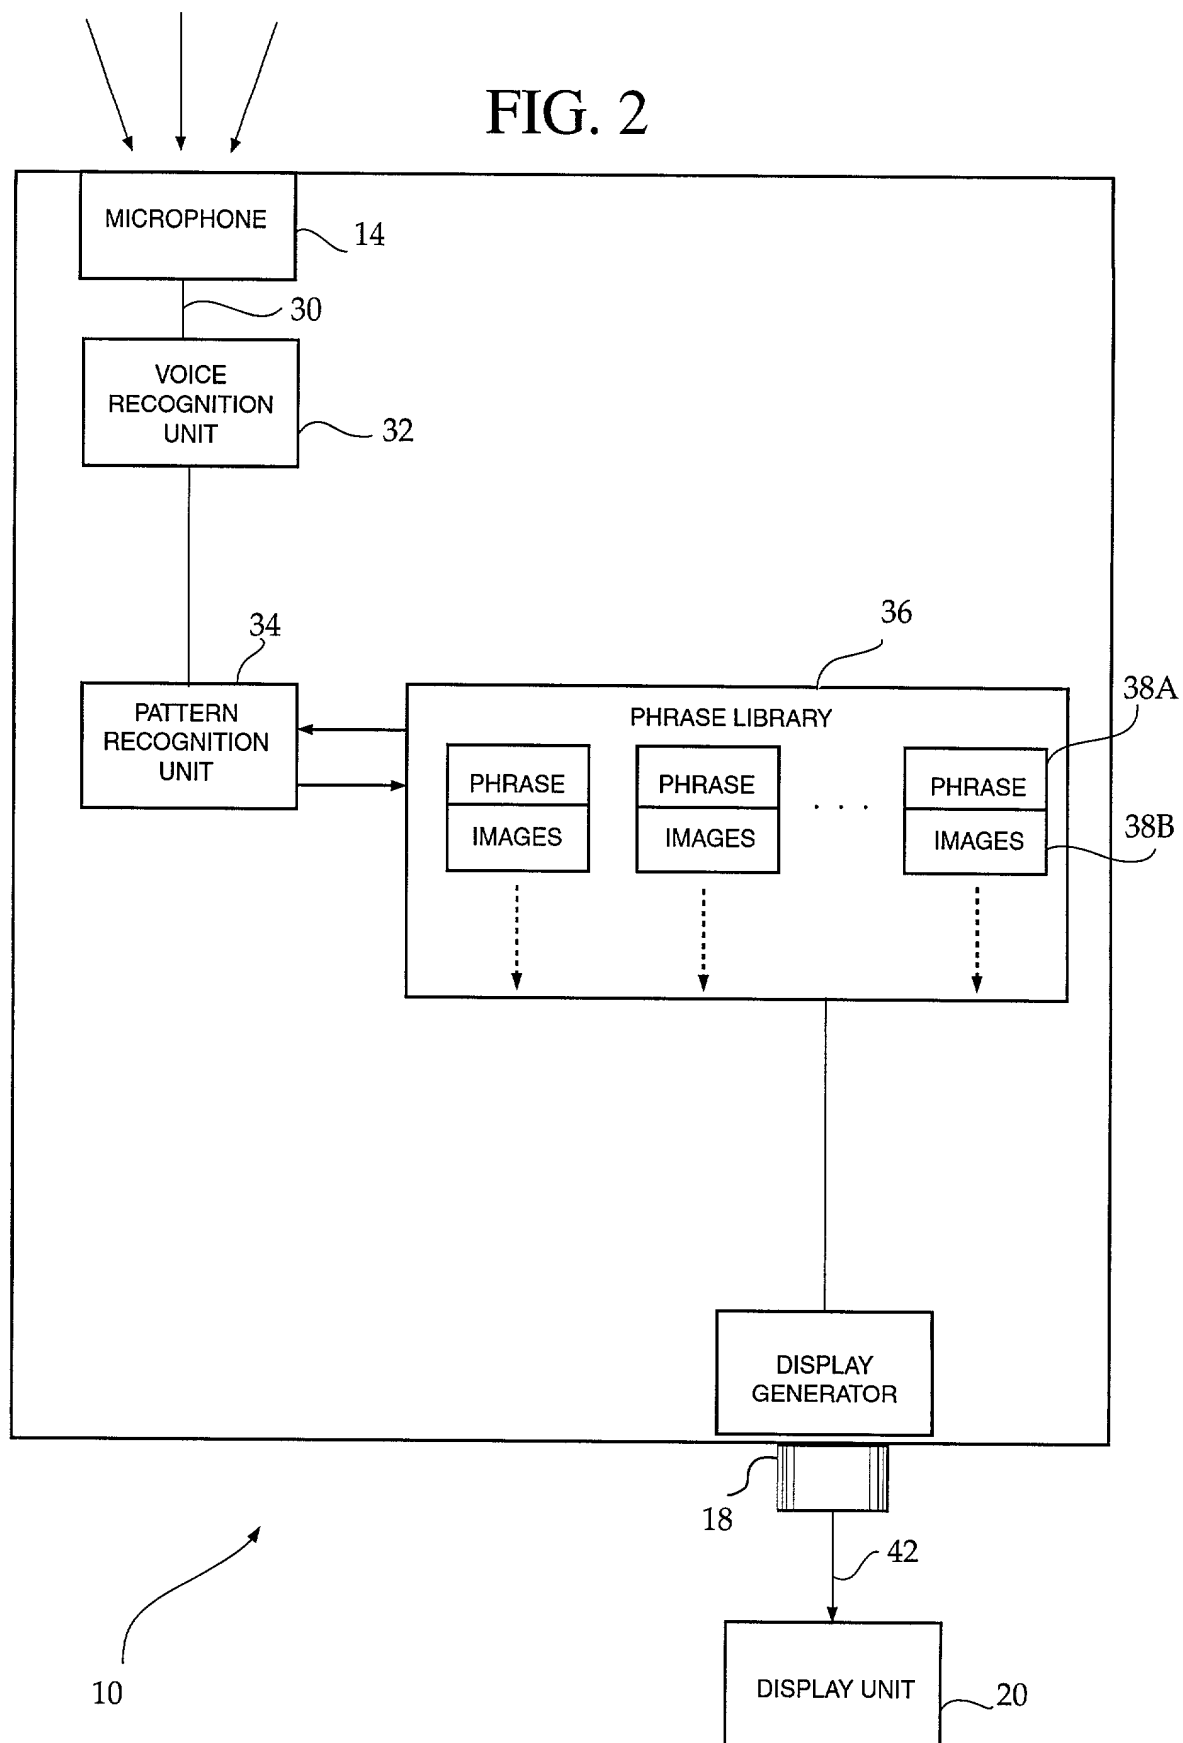 FIG. 2
MICROPHONE
14
30
VOICE
RECOGNITION
UNIT
32
34
PATTERN
RECOGNITION
UNIT
36
PHRASE LIBRARY
38A
PHRASE
IMAGES
PHRASE
IMAGES
. . .
PHRASE
IMAGES
38B
DISPLAY
GENERATOR
18
42
10
DISPLAY UNIT
20